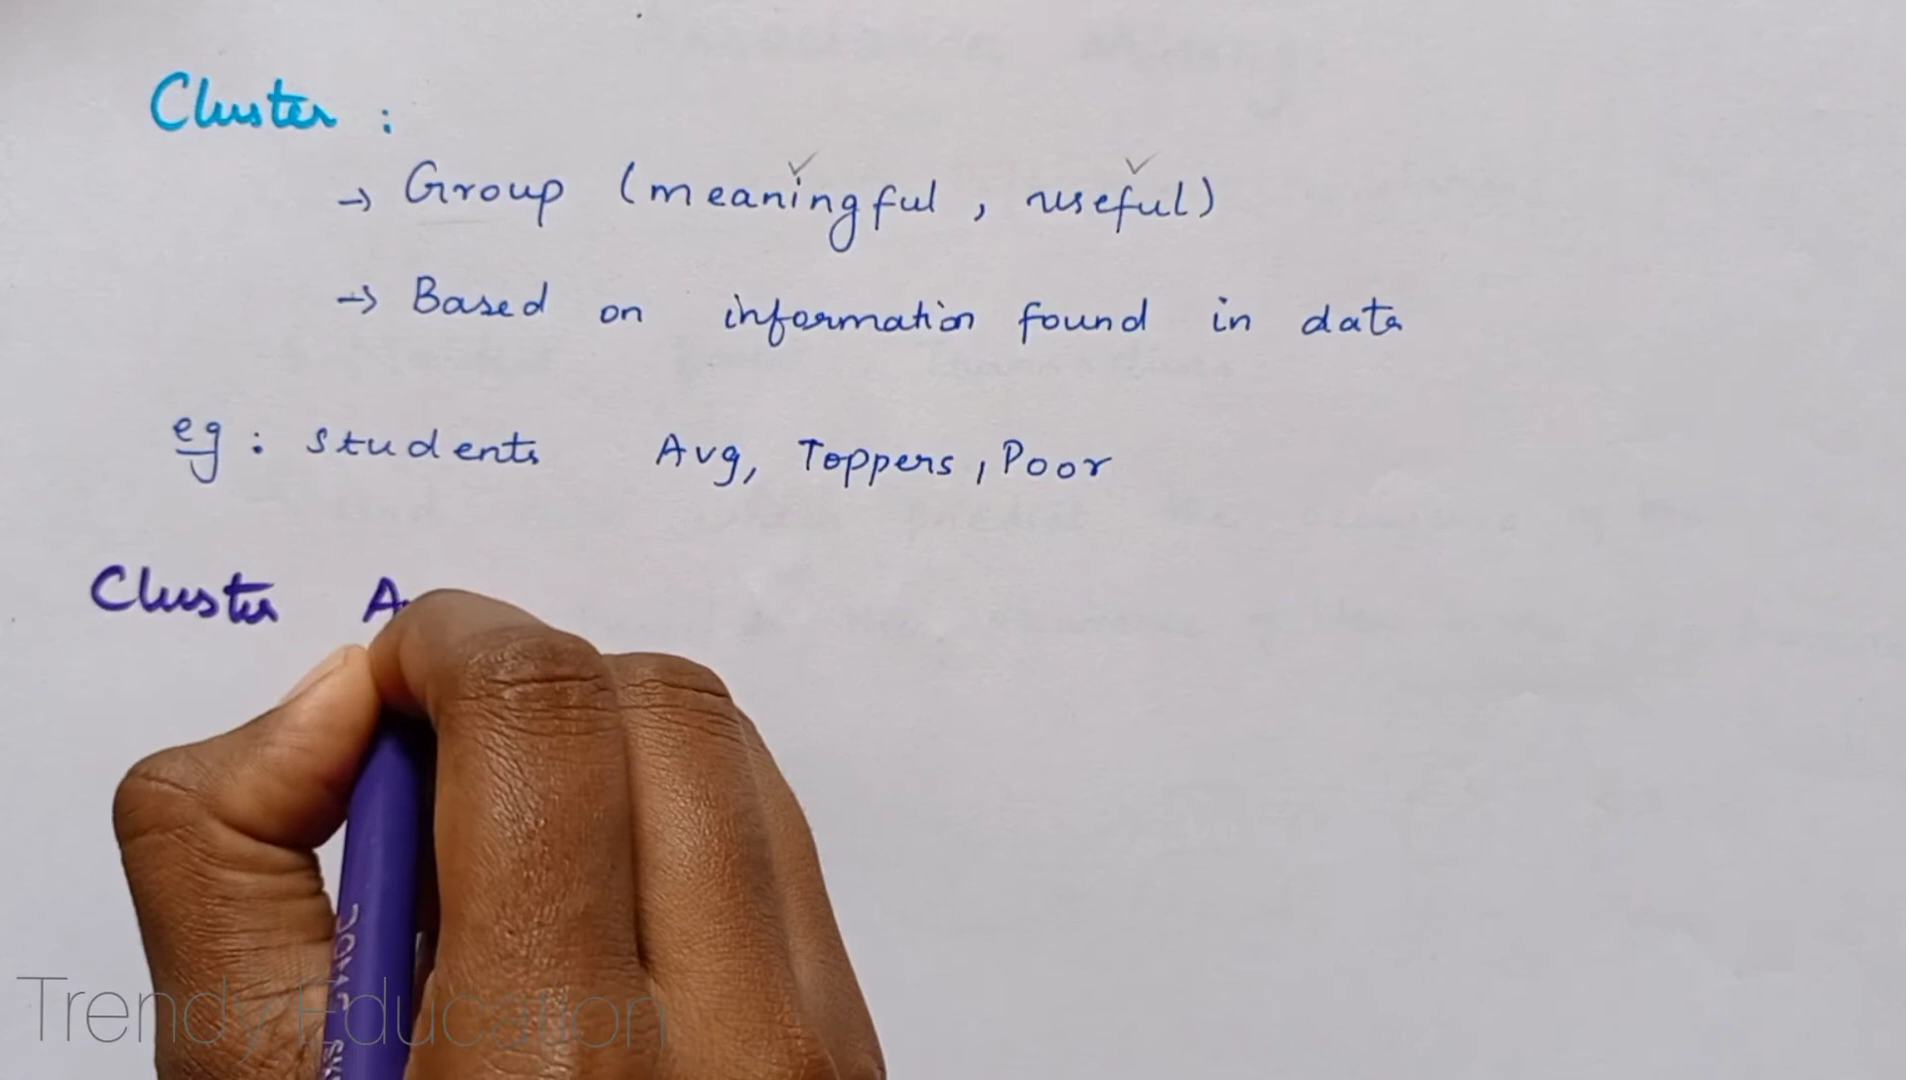 Cluster :
→ Group (meaningful, useful)
→ Based on information found in data
eg : students Avg, Toppers, Poor
Cluster A
Trendy Education